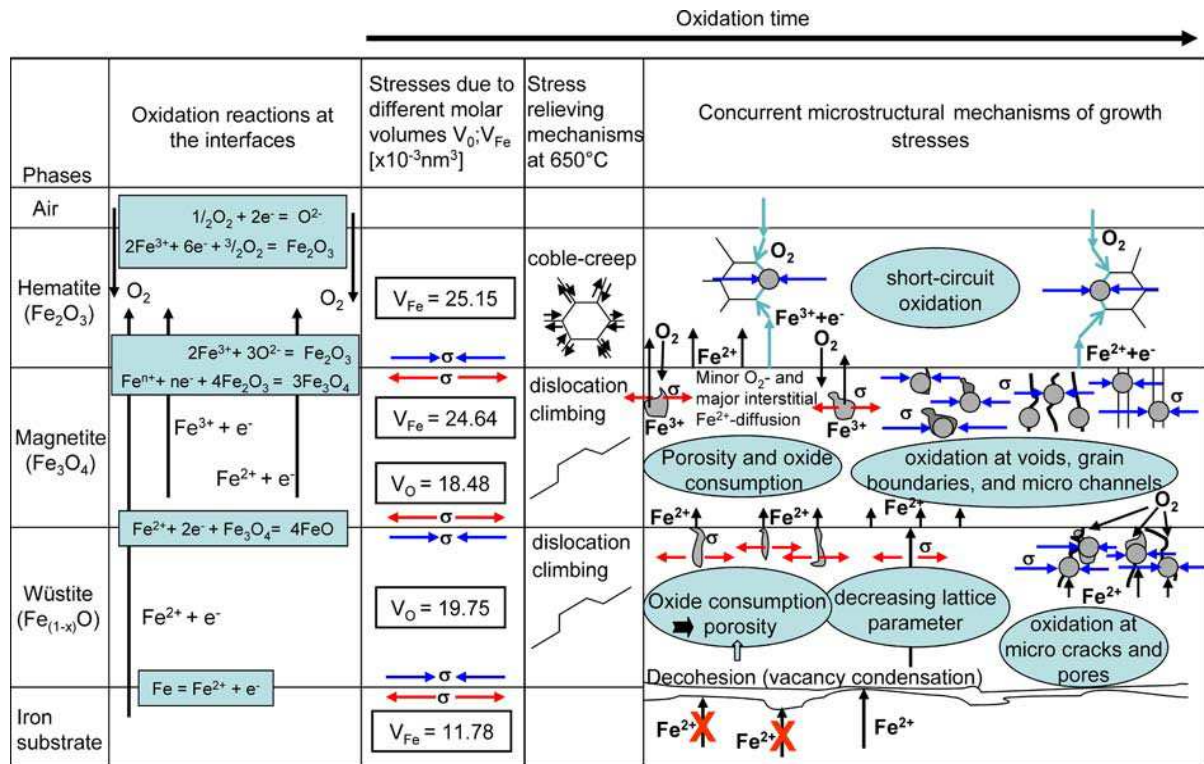 Oxidation time
Phases
Oxidation reactions at
the interfaces
Stresses due to
different molar
volumes V₀;V_Fe
[x10⁻³nm³]
Stress
relieving
mechanisms
at 650°C
Concurrent microstructural mechanisms of growth
stresses
Air
½O₂ + 2e⁻ = O²⁻
2Fe³⁺+ 6e⁻ + ³/₂O₂ = Fe₂O₃
Hematite
(Fe₂O₃)
O₂
O₂
V_Fe = 25.15
σ
coble-creep
O₂
short-circuit
oxidation
O₂
Fe³⁺+e⁻
O₂
Fe²⁺
O₂
Fe²⁺+e⁻
2Fe³⁺ + 3O²⁻ = Fe₂O₃
Feⁿ⁺+ ne⁻ + 4Fe₂O₃ = 3Fe₃O₄
Magnetite
(Fe₃O₄)
Fe³⁺ + e⁻
Fe²⁺ + e⁻
σ
V_Fe = 24.64
V_O = 18.48
σ
dislocation
climbing
σ
Fe³⁺
Minor O₂- and
major interstitial
Fe²⁺-diffusion
σ
Fe³⁺
σ
σ
σ
Porosity and oxide
consumption
oxidation at voids, grain
boundaries, and micro channels
Fe²⁺+ 2e⁻ + Fe₃O₄= 4FeO
Wüstite
(Fe₍₁₋ₓ₎O)
Fe²⁺ + e⁻
σ
V_O = 19.75
σ
dislocation
climbing
Fe²⁺
Fe²⁺
Fe²⁺
O₂
σ
σ
σ
σ
Fe²⁺
Oxide consumption
porosity
decreasing lattice
parameter
oxidation at
micro cracks and
pores
Fe = Fe²⁺ + e⁻
Decohesion (vacancy condensation)
Iron
substrate
σ
V_Fe = 11.78
Fe²⁺
X
Fe²⁺
X
Fe²⁺